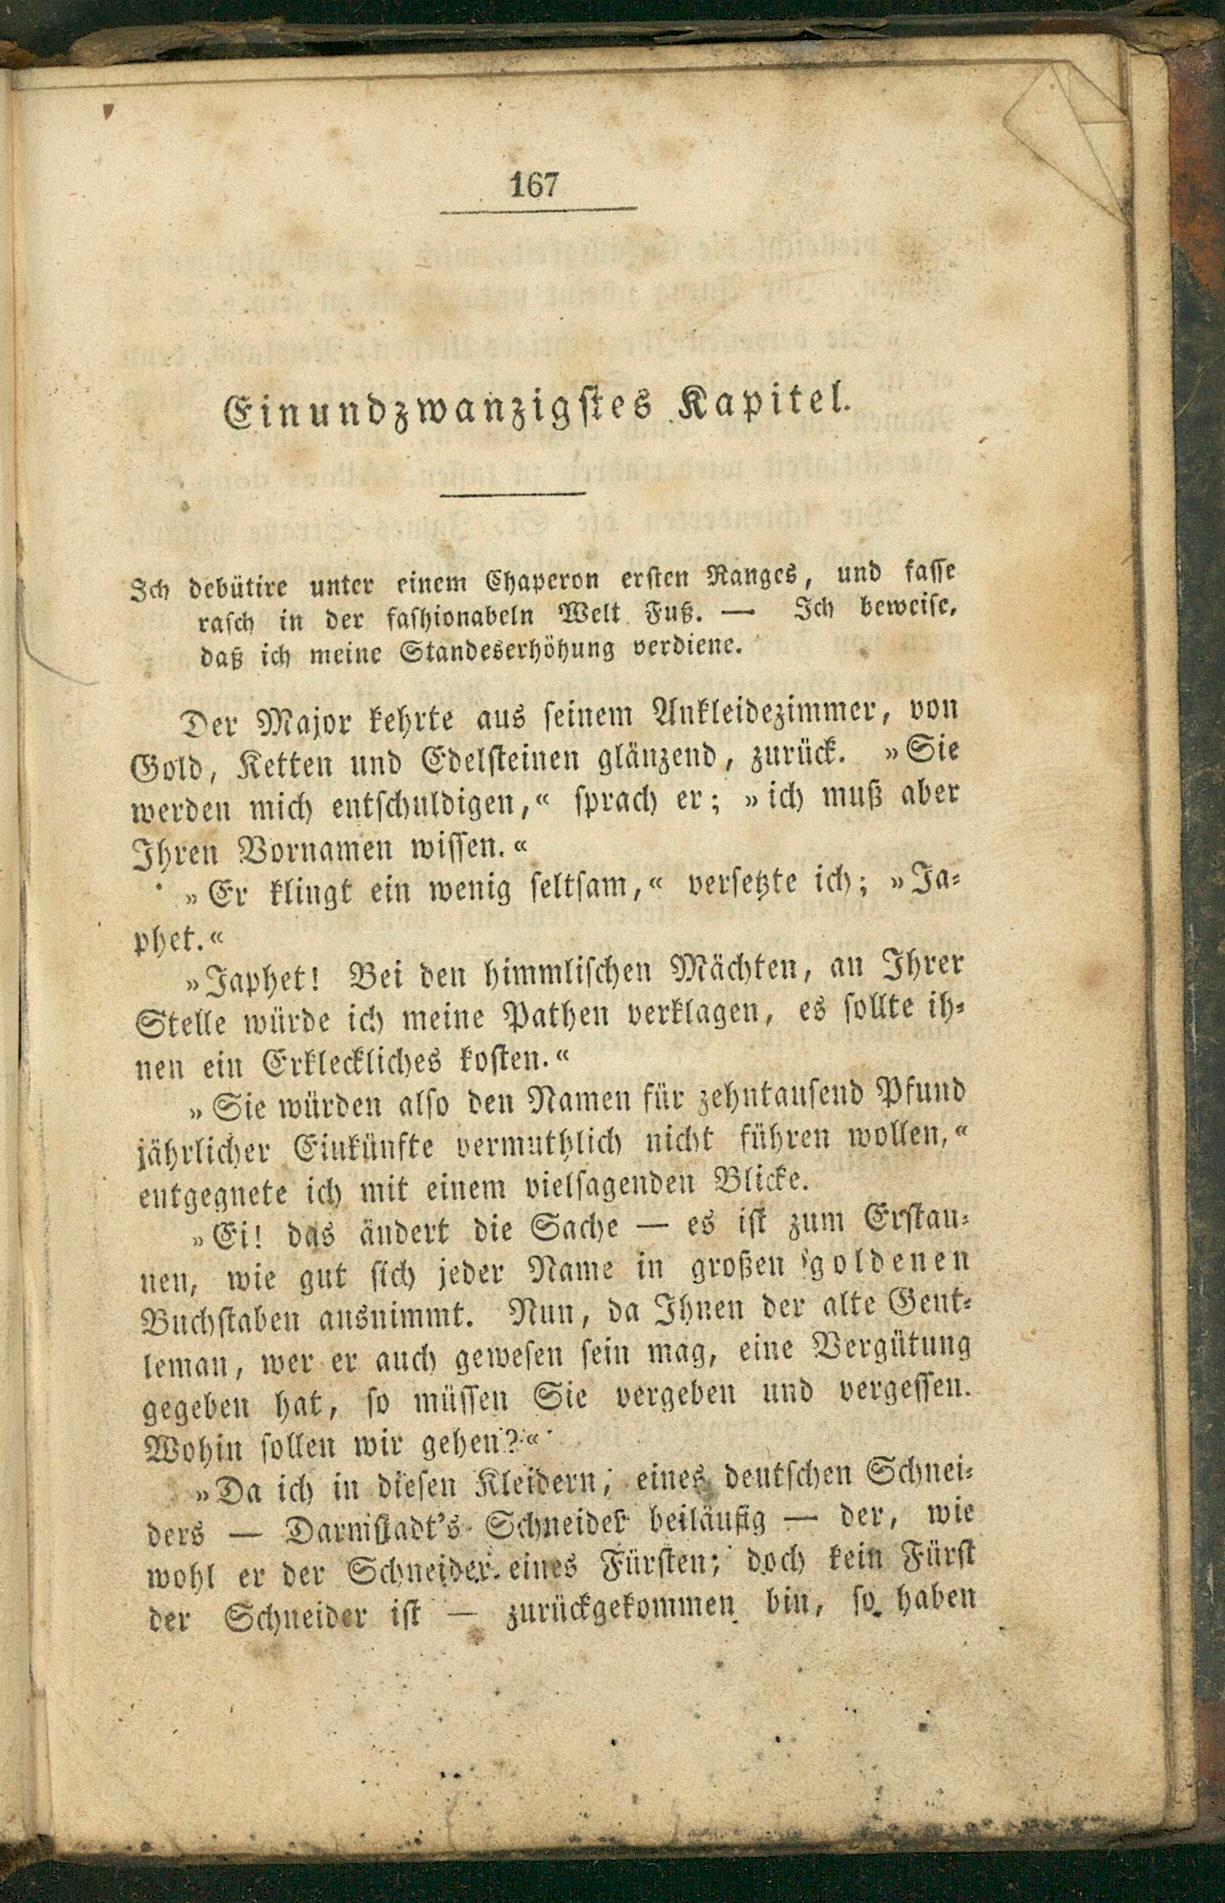 167
Einundzwanzigstes Kapitel.
Ich debütire unter einem Chaperon ersten Ranges, und fasse
rasch in der fashionabeln Welt Fuß. — Ich beweise,
daß ich meine Standeserhöhung verdiene.
Der Major kehrte aus seinem Ankleidezimmer, von
Gold, Ketten und Edelsteinen glänzend, zurück. »Sie
werden mich entschuldigen,« sprach er; »ich muß aber
Ihren Vornamen wissen.«
»Er klingt ein wenig seltsam,« versetzte ich; »Ja-
phet.«
»Japhet! Bei den himmlischen Mächten, an Ihrer
Stelle würde ich meine Pathen verklagen, es sollte ih-
nen ein Erkleckliches kosten.«
»Sie würden also den Namen für zehntausend Pfund
jährlicher Einkünfte vermuthlich nicht führen wollen,«
entgegnete ich mit einem vielsagenden Blicke.
»Ei! das ändert die Sache — es ist zum Erstau-
nen, wie gut sich jeder Name in großen goldenen
Buchstaben ausnimmt. Nun, da Ihnen der alte Gent-
leman, wer er auch gewesen sein mag, eine Vergütung
gegeben hat, so müssen Sie vergeben und vergessen.
Wohin sollen wir gehen?«
»Da ich in diesen Kleidern, eines deutschen Schnei-
ders — Darmstadt's Schneider beiläufig — der, wie
wohl er der Schneider eines Fürsten; doch kein Fürst
der Schneider ist — zurückgekommen bin, so haben